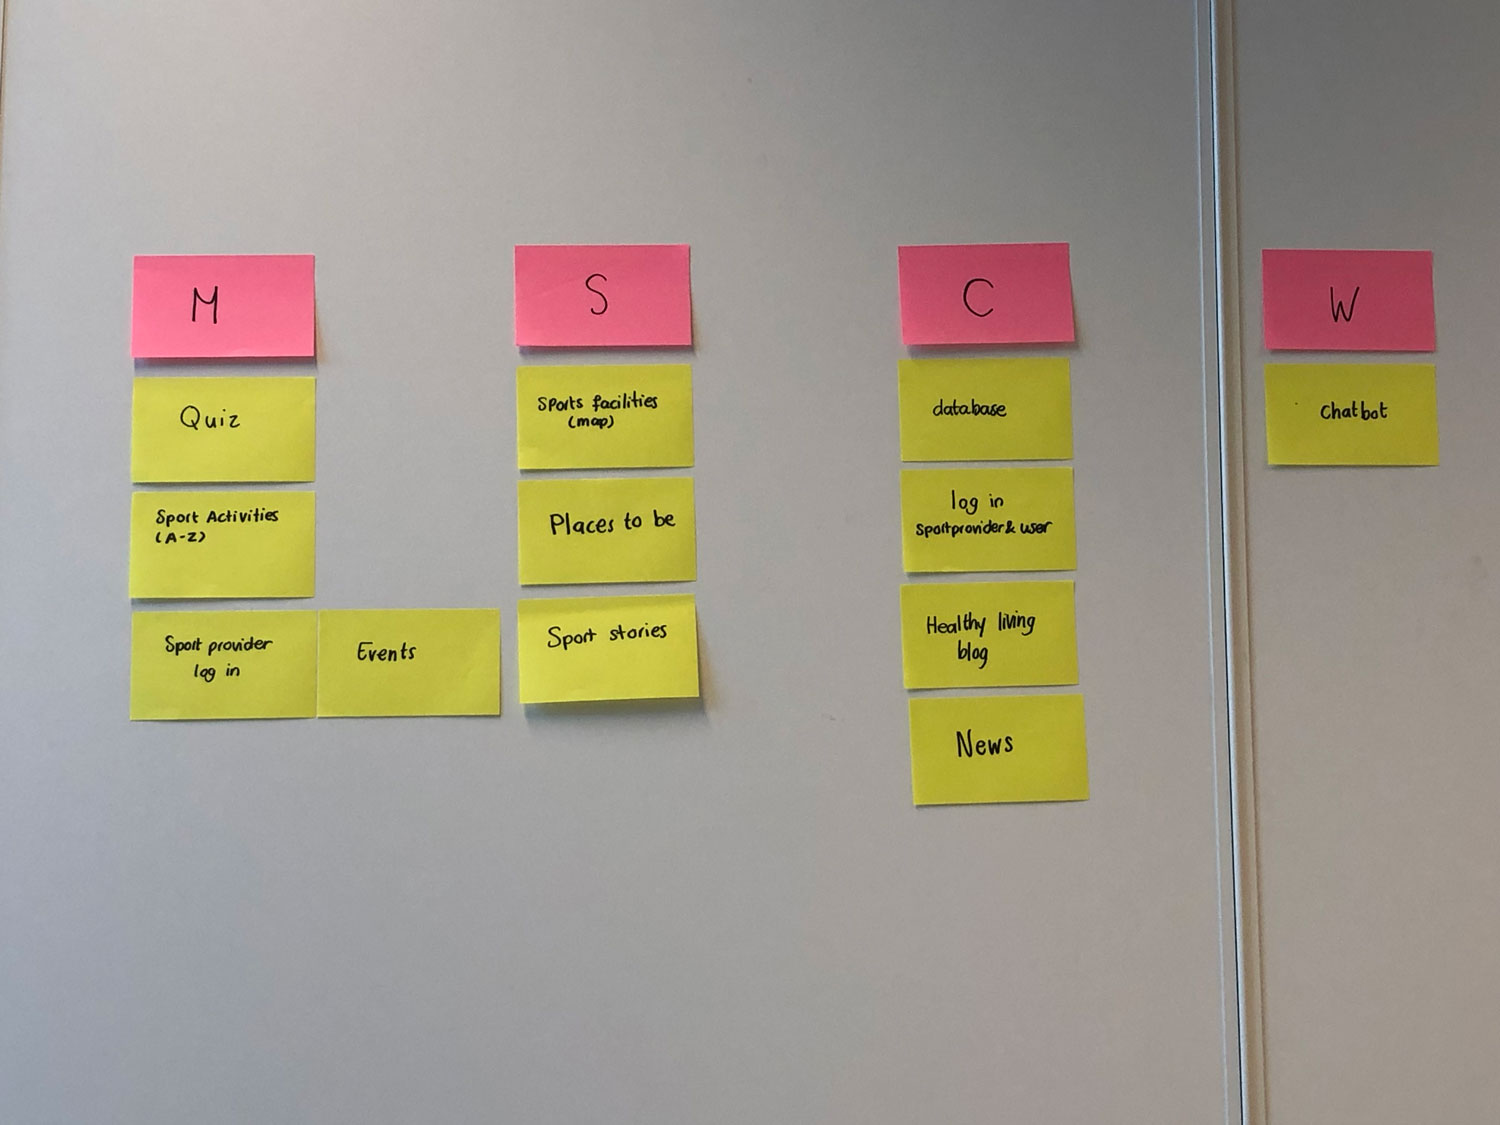 M
Quiz
Sport Activities
(A-Z)
Sport provider
log in
Events
S
Sports facilities
(map)
Places to be
Sport stories
C
database
log in
Sportprovider & user
Healthy living
blog
News
W
Chatbot